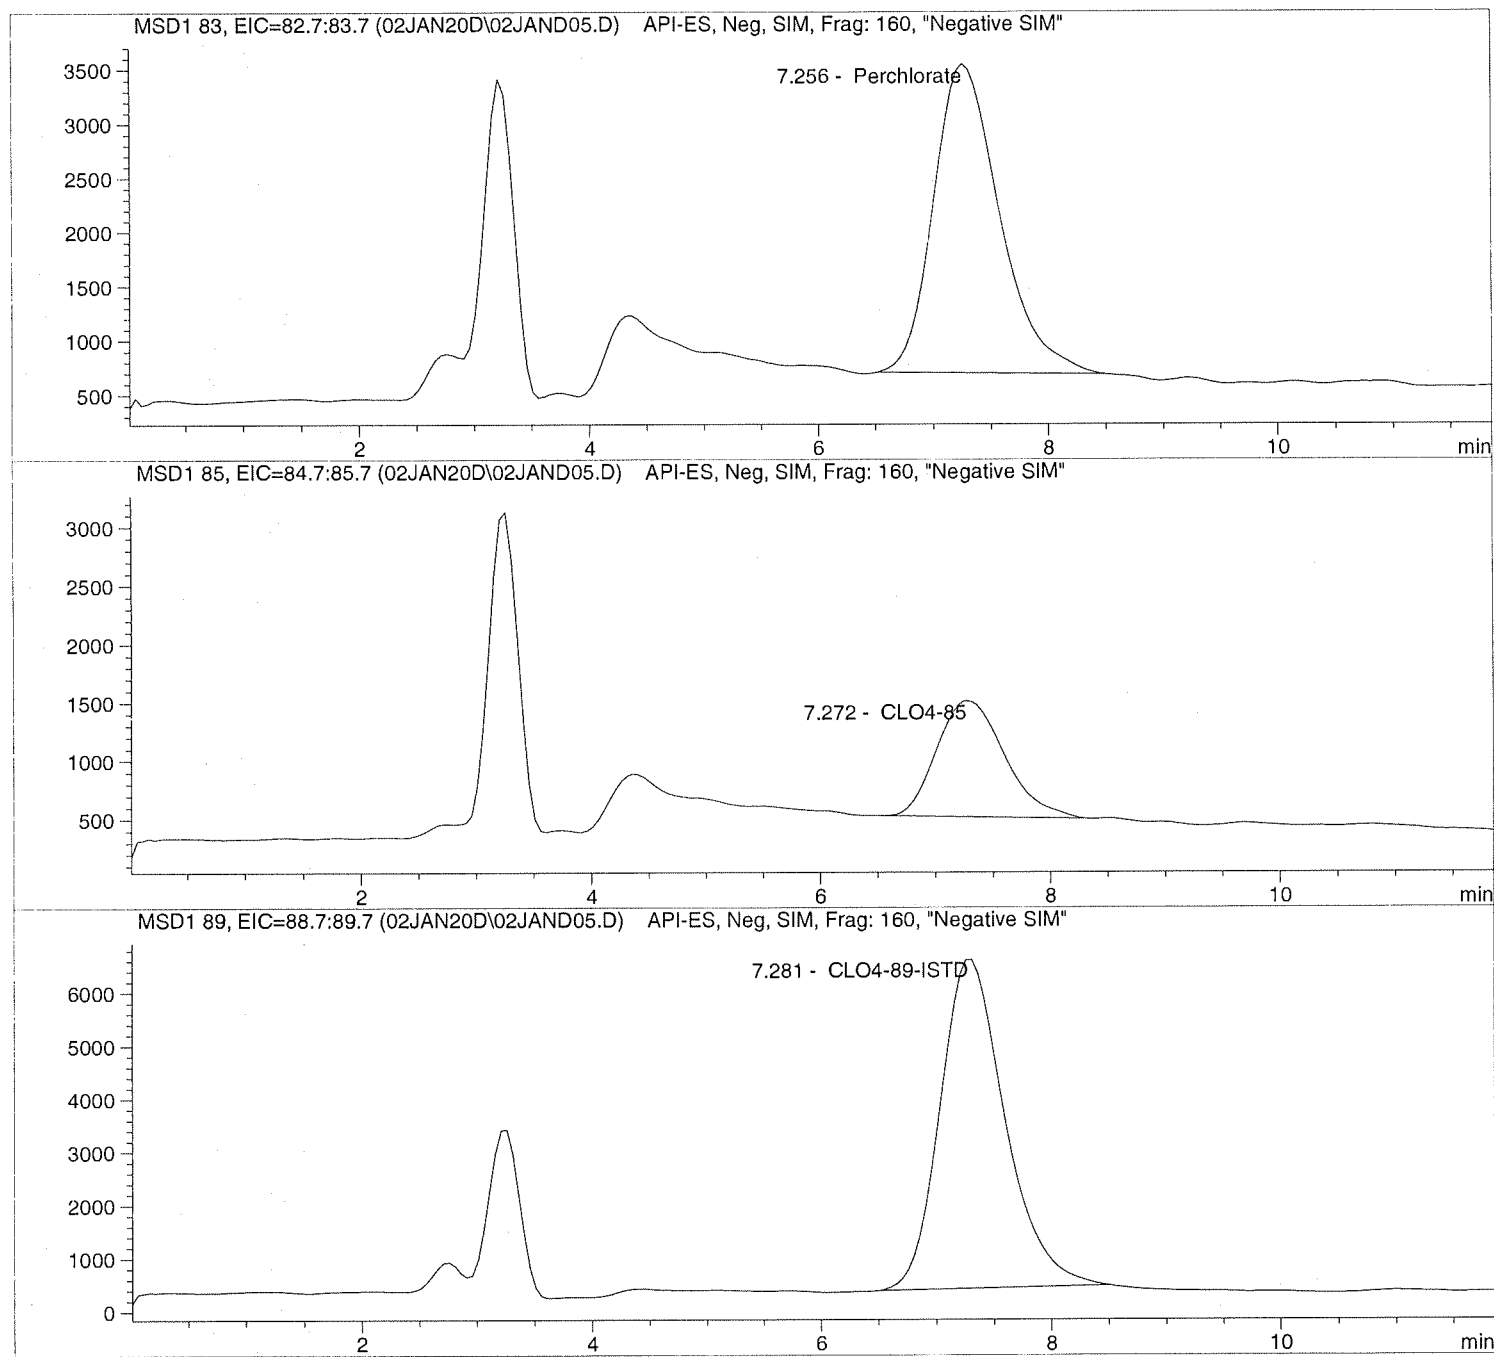 MSD1 83, EIC=82.7:83.7 (02JAN20D\02JAND05.D) API-ES, Neg, SIM, Frag: 160, "Negative SIM"
3500
7.256 - Perchlorate
3000
2500
2000
1500
1000
500
2 4 6 8 10 min
MSD1 85, EIC=84.7:85.7 (02JAN20D\02JAND05.D) API-ES, Neg, SIM, Frag: 160, "Negative SIM"
3000
2500
2000
1500
7.272 - CLO4-85
1000
500
2 4 6 8 10 min
MSD1 89, EIC=88.7:89.7 (02JAN20D\02JAND05.D) API-ES, Neg, SIM, Frag: 160, "Negative SIM"
7.281 - CLO4-89-ISTD
6000
5000
4000
3000
2000
1000
0
2 4 6 8 10 min